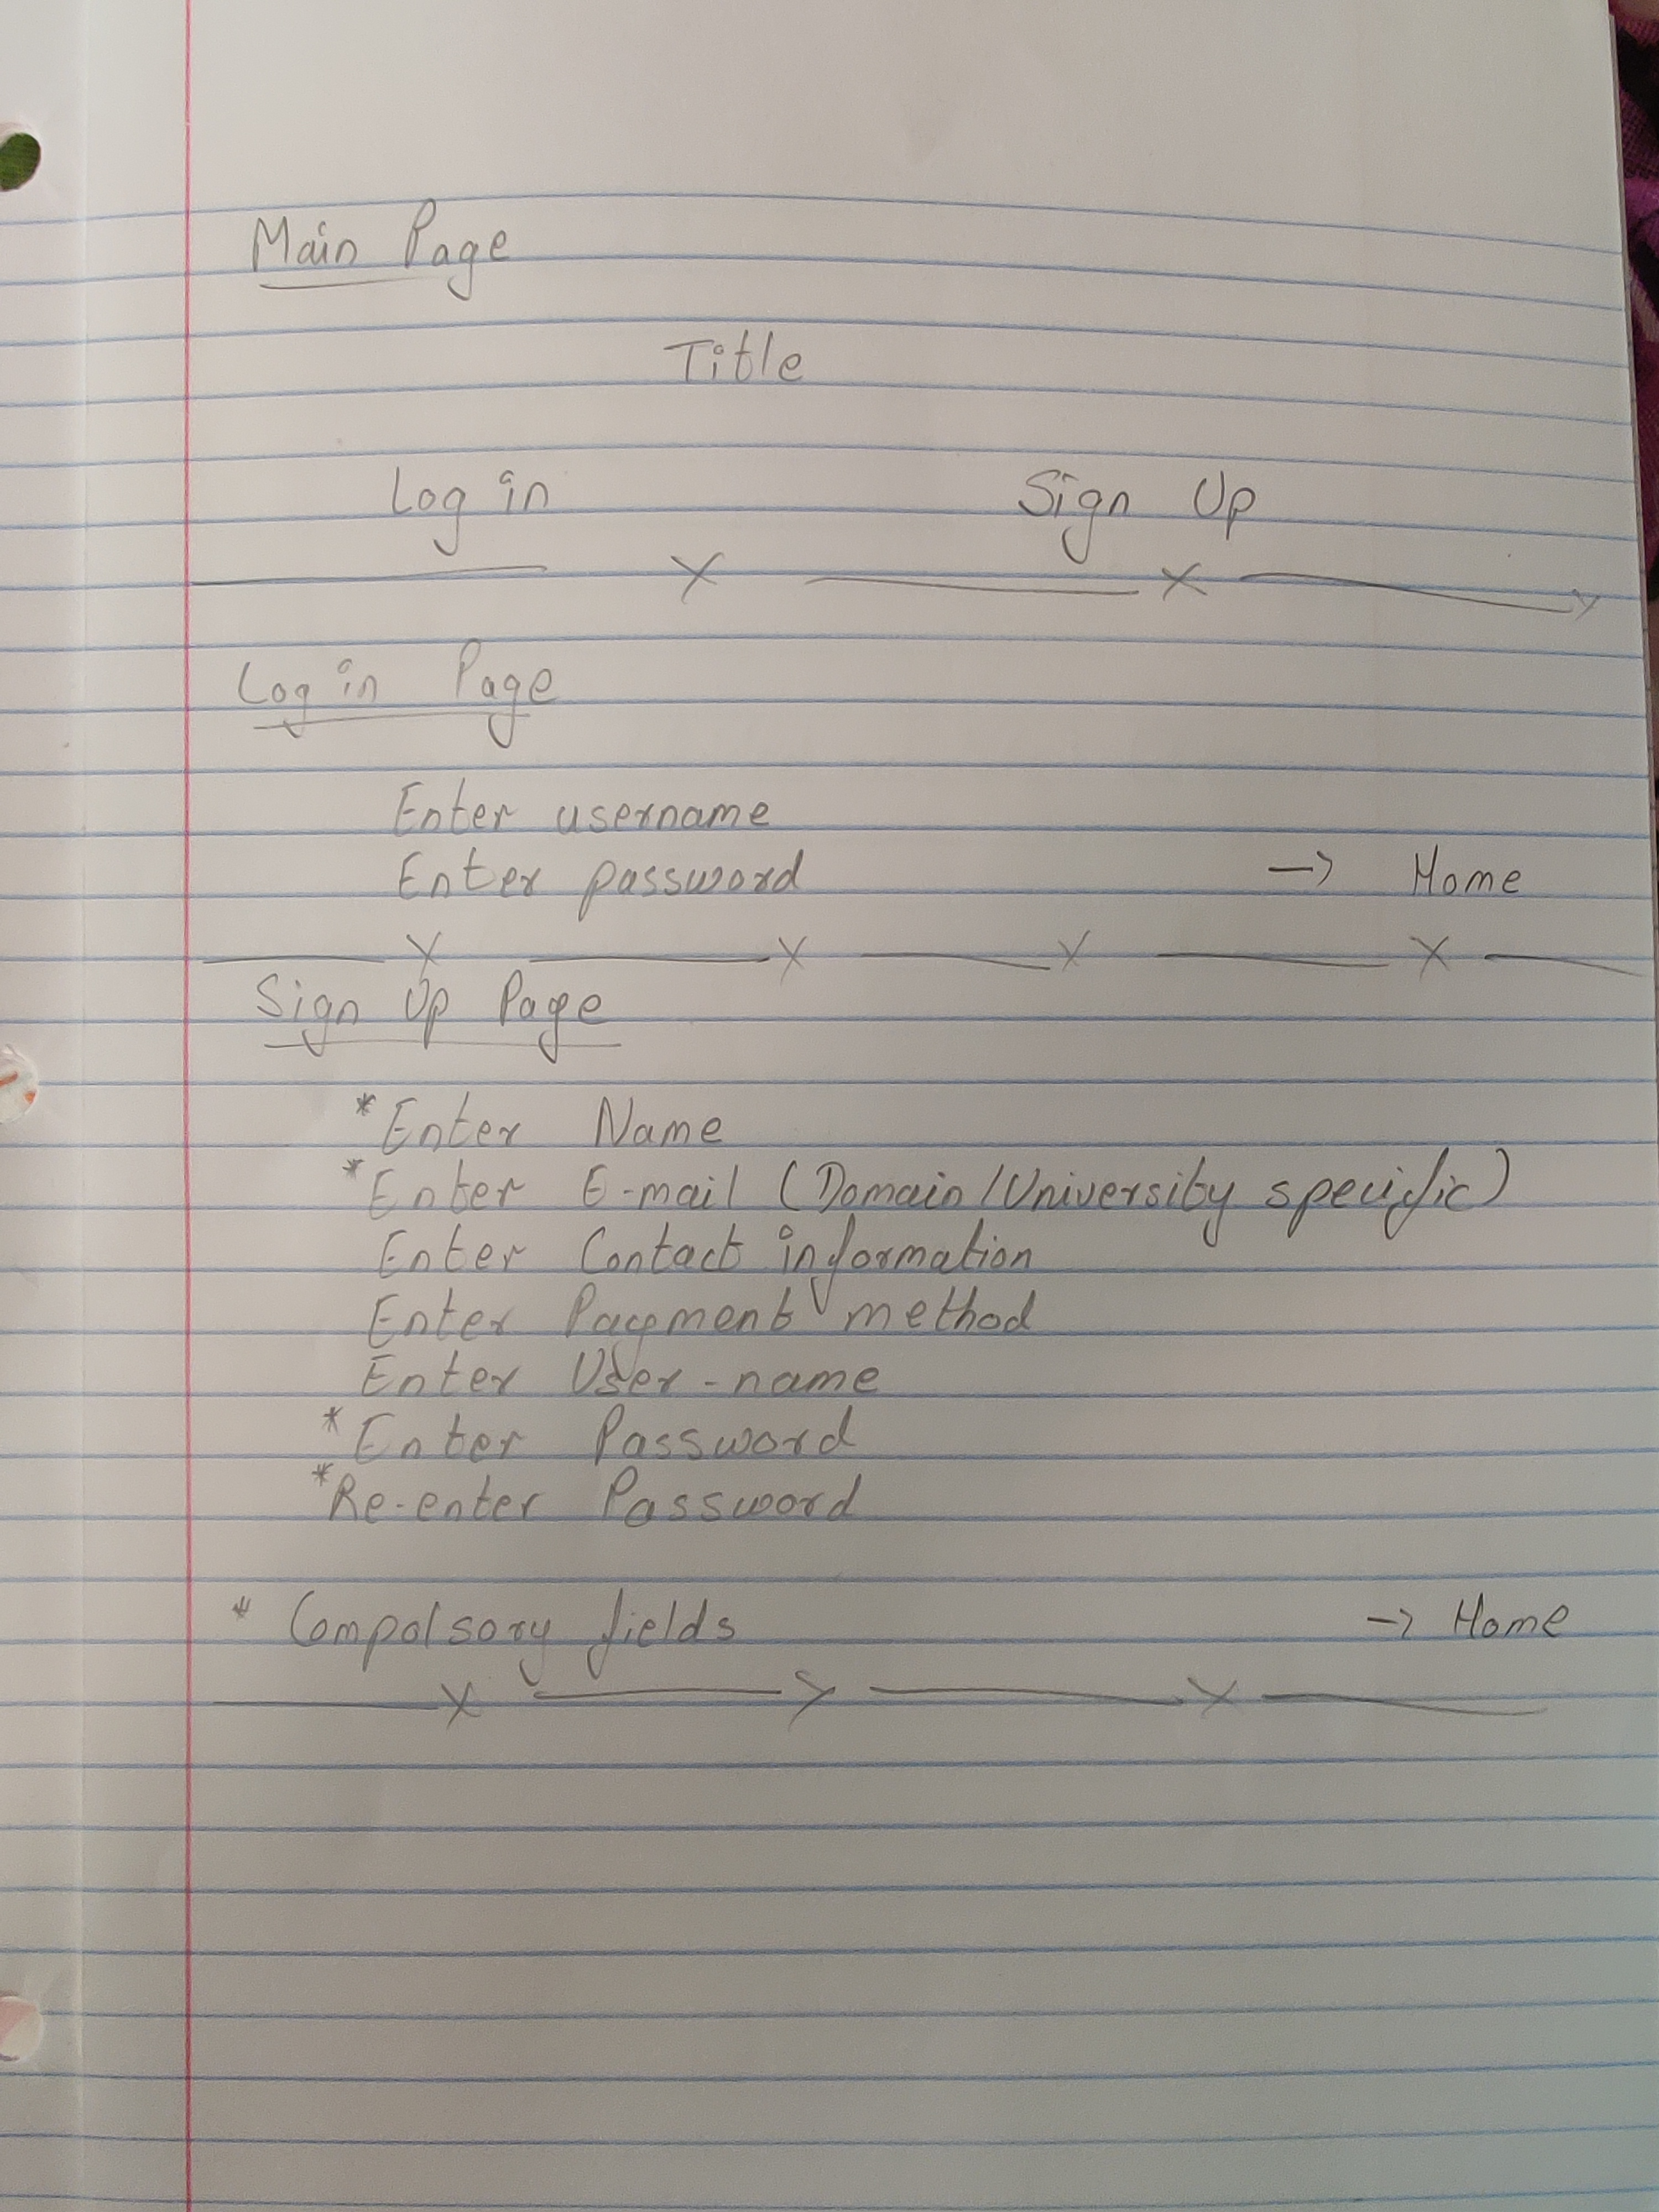 Main Page
Title
Log in Sign Up
Log in Page
Enter username
Enter password -> Home
Sign Up Page
*Enter Name
*Enter E-mail (Domain/University specific)
Enter Contact information
Enter Payment method
Enter User-name
*Enter Password
*Re-enter Password
* Compolsory fields -> Home